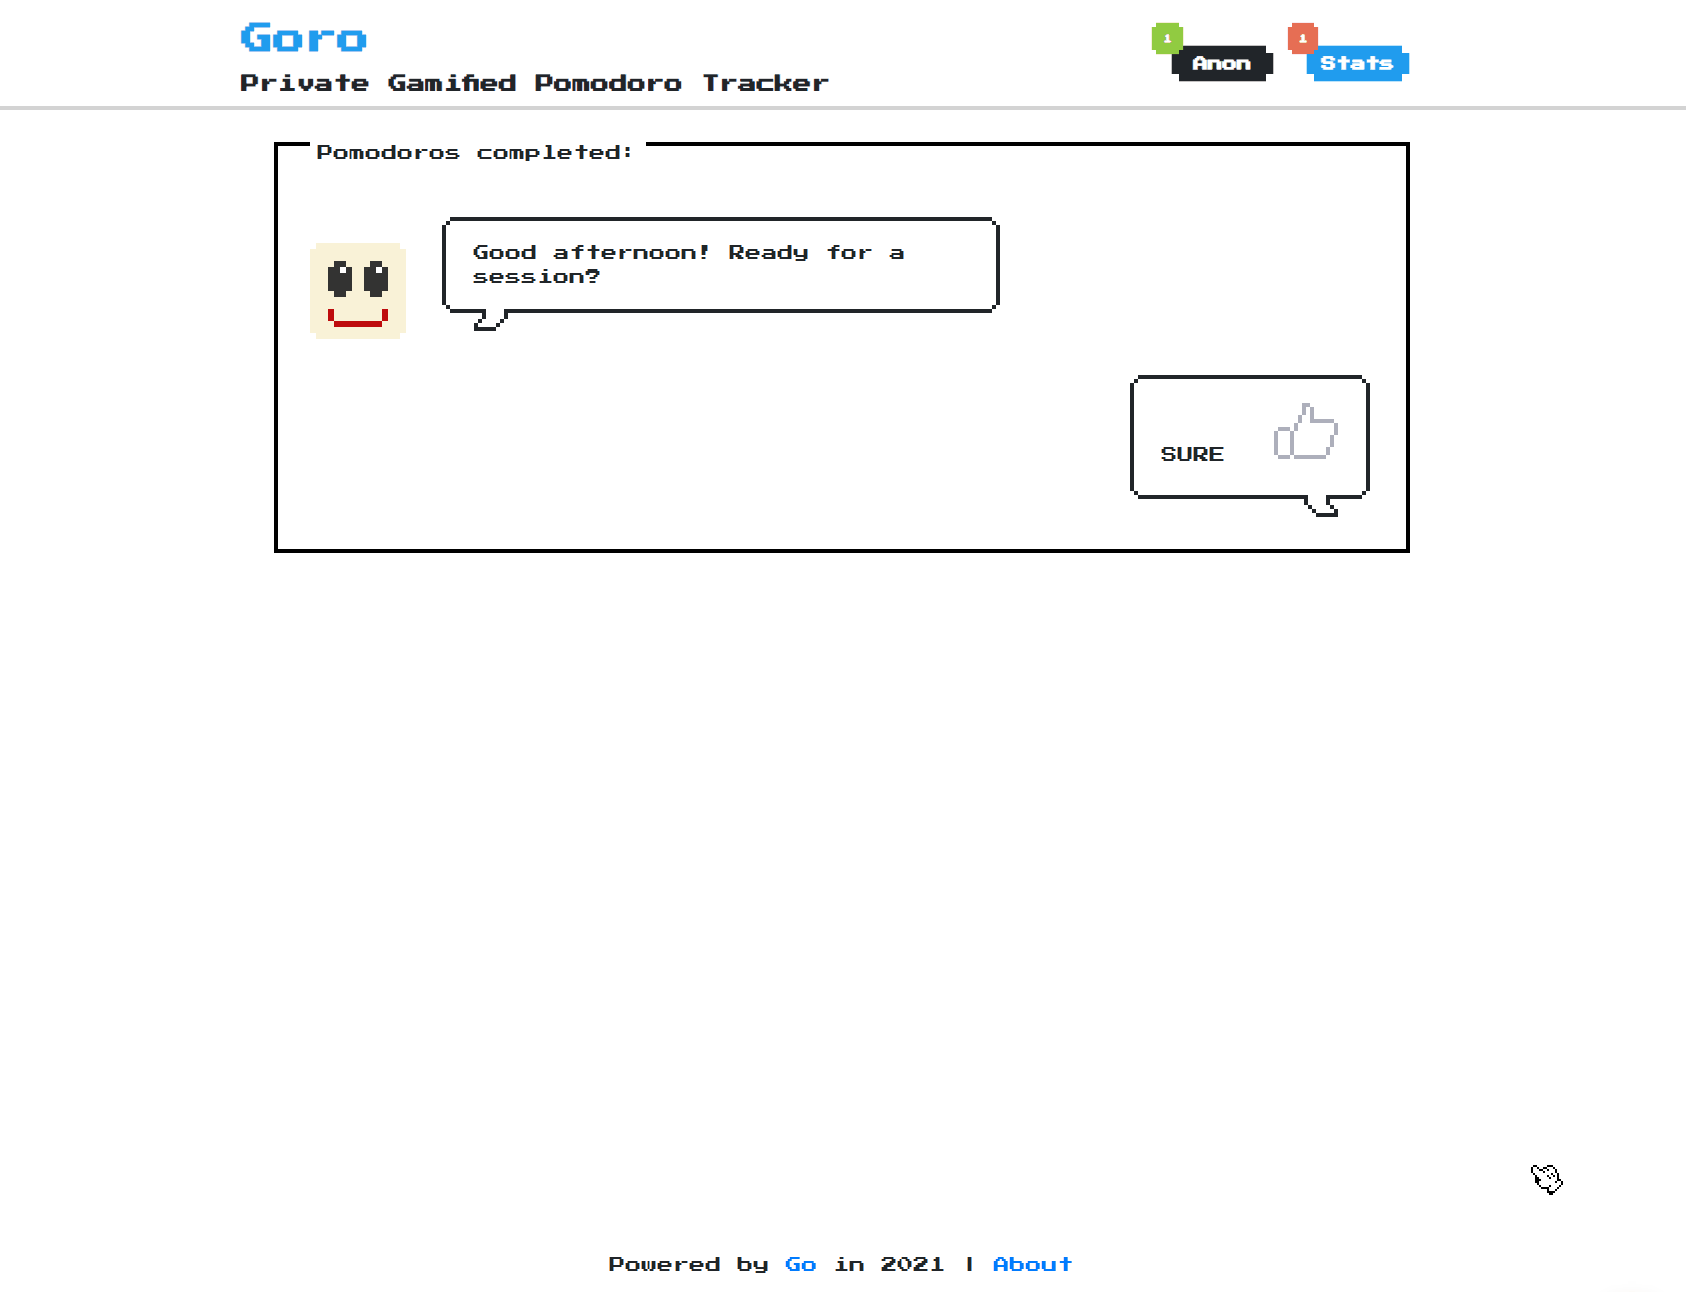 Goro
Private Gamified Pomodoro Tracker
1
Anon
1
Stats
Pomodoros completed:
Good afternoon! Ready for a
session?
SURE
Powered by Go in 2021 | About